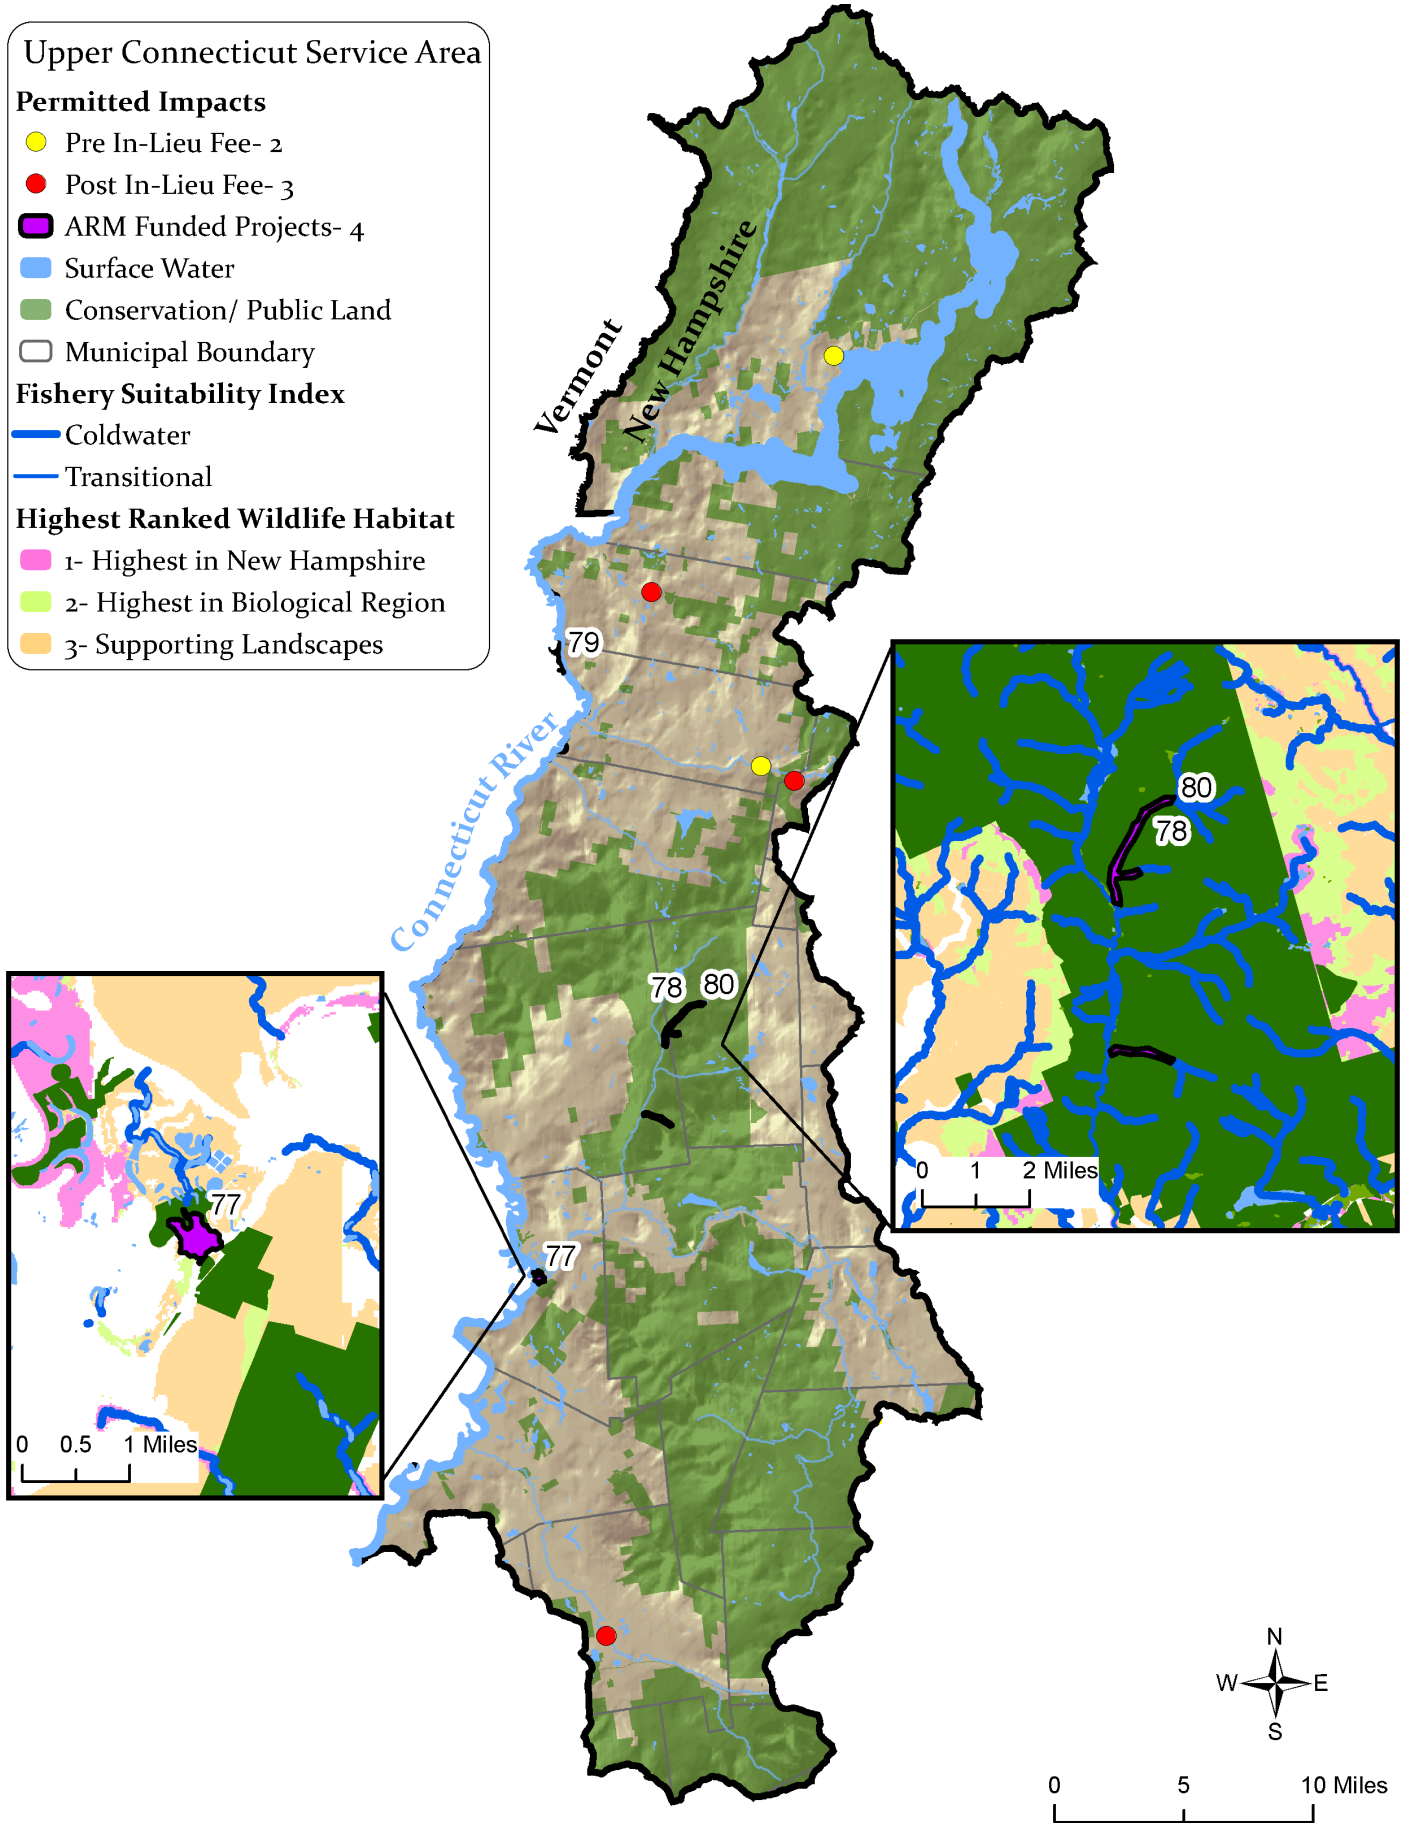 Upper Connecticut Service Area
Permitted Impacts
Pre In-Lieu Fee- 2
Post In-Lieu Fee- 3
ARM Funded Projects- 4
Surface Water
Conservation/ Public Land
Municipal Boundary
Fishery Suitability Index
Coldwater
Transitional
Highest Ranked Wildlife Habitat
1- Highest in New Hampshire
2- Highest in Biological Region
3- Supporting Landscapes
Vermont
New Hampshire
79
Connecticut River
80
78
0 1 2 Miles
78 80
77
0 0.5 1 Miles
77
N
W E
S
0 5 10 Miles